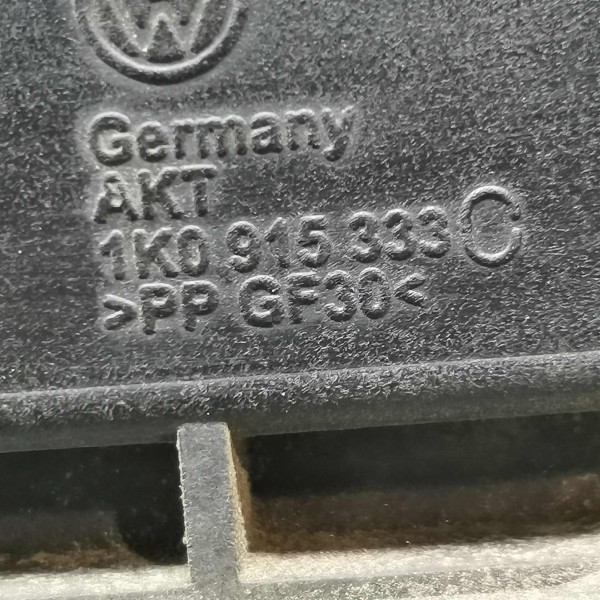 Germany
AKT
1K0 915 333 C
>PP GF30<